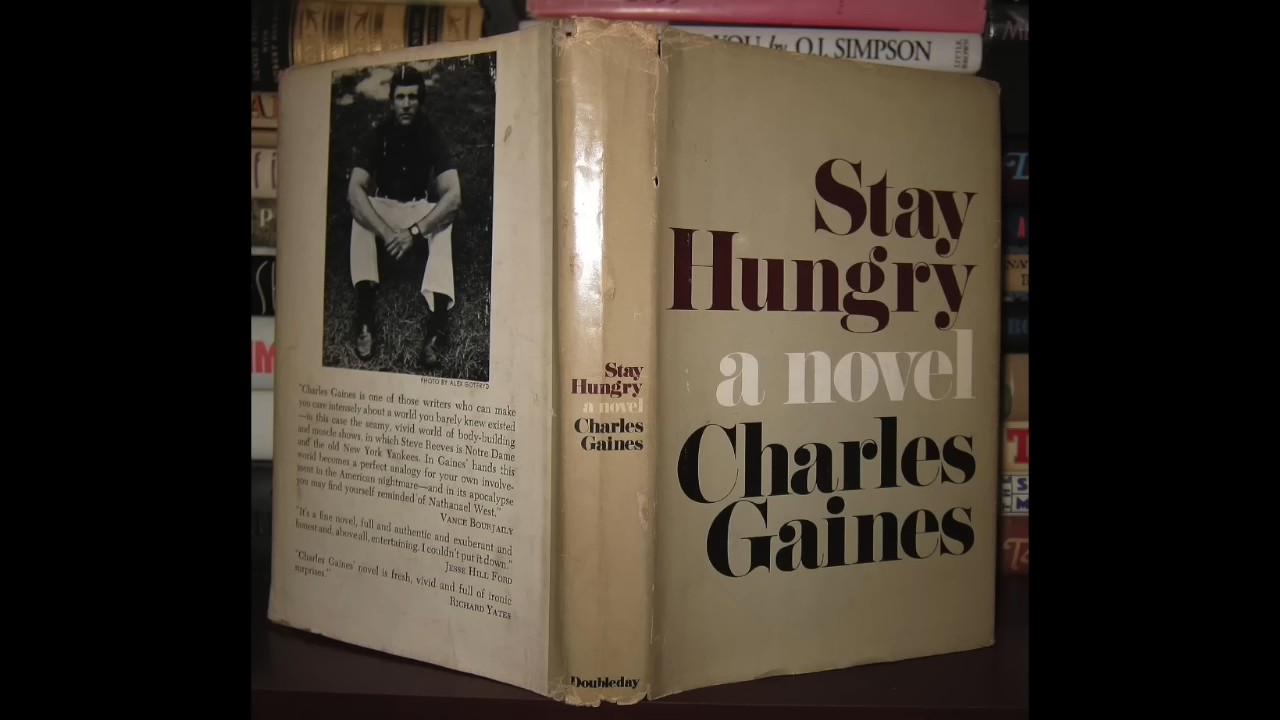 YOU by O.J. SIMPSON
PHOTO BY ALEX GOTFRYD
"Charles Gaines is one of those writers who can make
you care intensely about a world you barely knew existed
—in this case the seamy, vivid world of body-building
and muscle shows, in which Steve Reeves is Notre Dame
and the old New York Yankees. In Gaines' hands this
world becomes a perfect analogy for your own involve-
ment in the American nightmare—and in its apocalypse
you may find yourself reminded of Nathanael West."
VANCE BOURJAILY
"It's a fine novel, full and authentic and exuberant and
honest and, above all, entertaining. I couldn't put it down."
JESSE HILL FORD
"Charles Gaines' novel is fresh, vivid and full of ironic
surprises."
RICHARD YATES
Stay
Hungry
a novel
Charles
Gaines
Doubleday
Stay
Hungry
a novel
Charles
Gaines